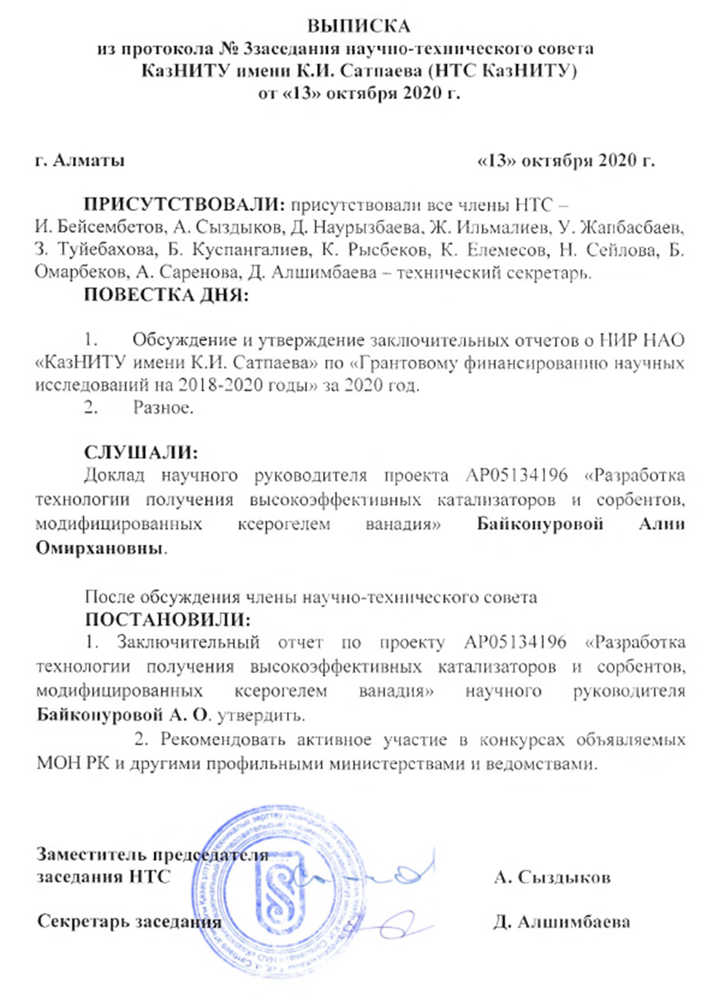 ВЫПИСКА
из протокола № 3заседания научно-технического совета
КазНИТУ имени К.И. Сатпаева (НТС КазНИТУ)
от «13» октября 2020 г.
г. Алматы «13» октября 2020 г.
ПРИСУТСТВОВАЛИ: присутствовали все члены НТС –
И. Бейсембетов, А. Сыздыков, Д. Наурызбаева, Ж. Ильмалиев, У. Жапбасбаев,
З. Туйебахова, Б. Куспангалиев, К. Рысбеков, К. Елемесов, Н. Сейлова, Б.
Омарбеков, А. Саренова, Д. Алшимбаева – технический секретарь.
ПОВЕСТКА ДНЯ:
1. Обсуждение и утверждение заключительных отчетов о НИР НАО
«КазНИТУ имени К.И. Сатпаева» по «Грантовому финансированию научных
исследований на 2018-2020 годы» за 2020 год.
2. Разное.
СЛУШАЛИ:
Доклад научного руководителя проекта АР05134196 «Разработка
технологии получения высокоэффективных катализаторов и сорбентов,
модифицированных ксерогелем ванадия» Байконуровой Алии
Омирхановны.
После обсуждения члены научно-технического совета
ПОСТАНОВИЛИ:
1. Заключительный отчет по проекту АР05134196 «Разработка
технологии получения высокоэффективных катализаторов и сорбентов,
модифицированных ксерогелем ванадия» научного руководителя
Байконуровой А. О. утвердить.
2. Рекомендовать активное участие в конкурсах объявляемых
МОН РК и другими профильными министерствами и ведомствами.
Заместитель председателя
заседания НТС А. Сыздыков
Секретарь заседания Д. Алшимбаева